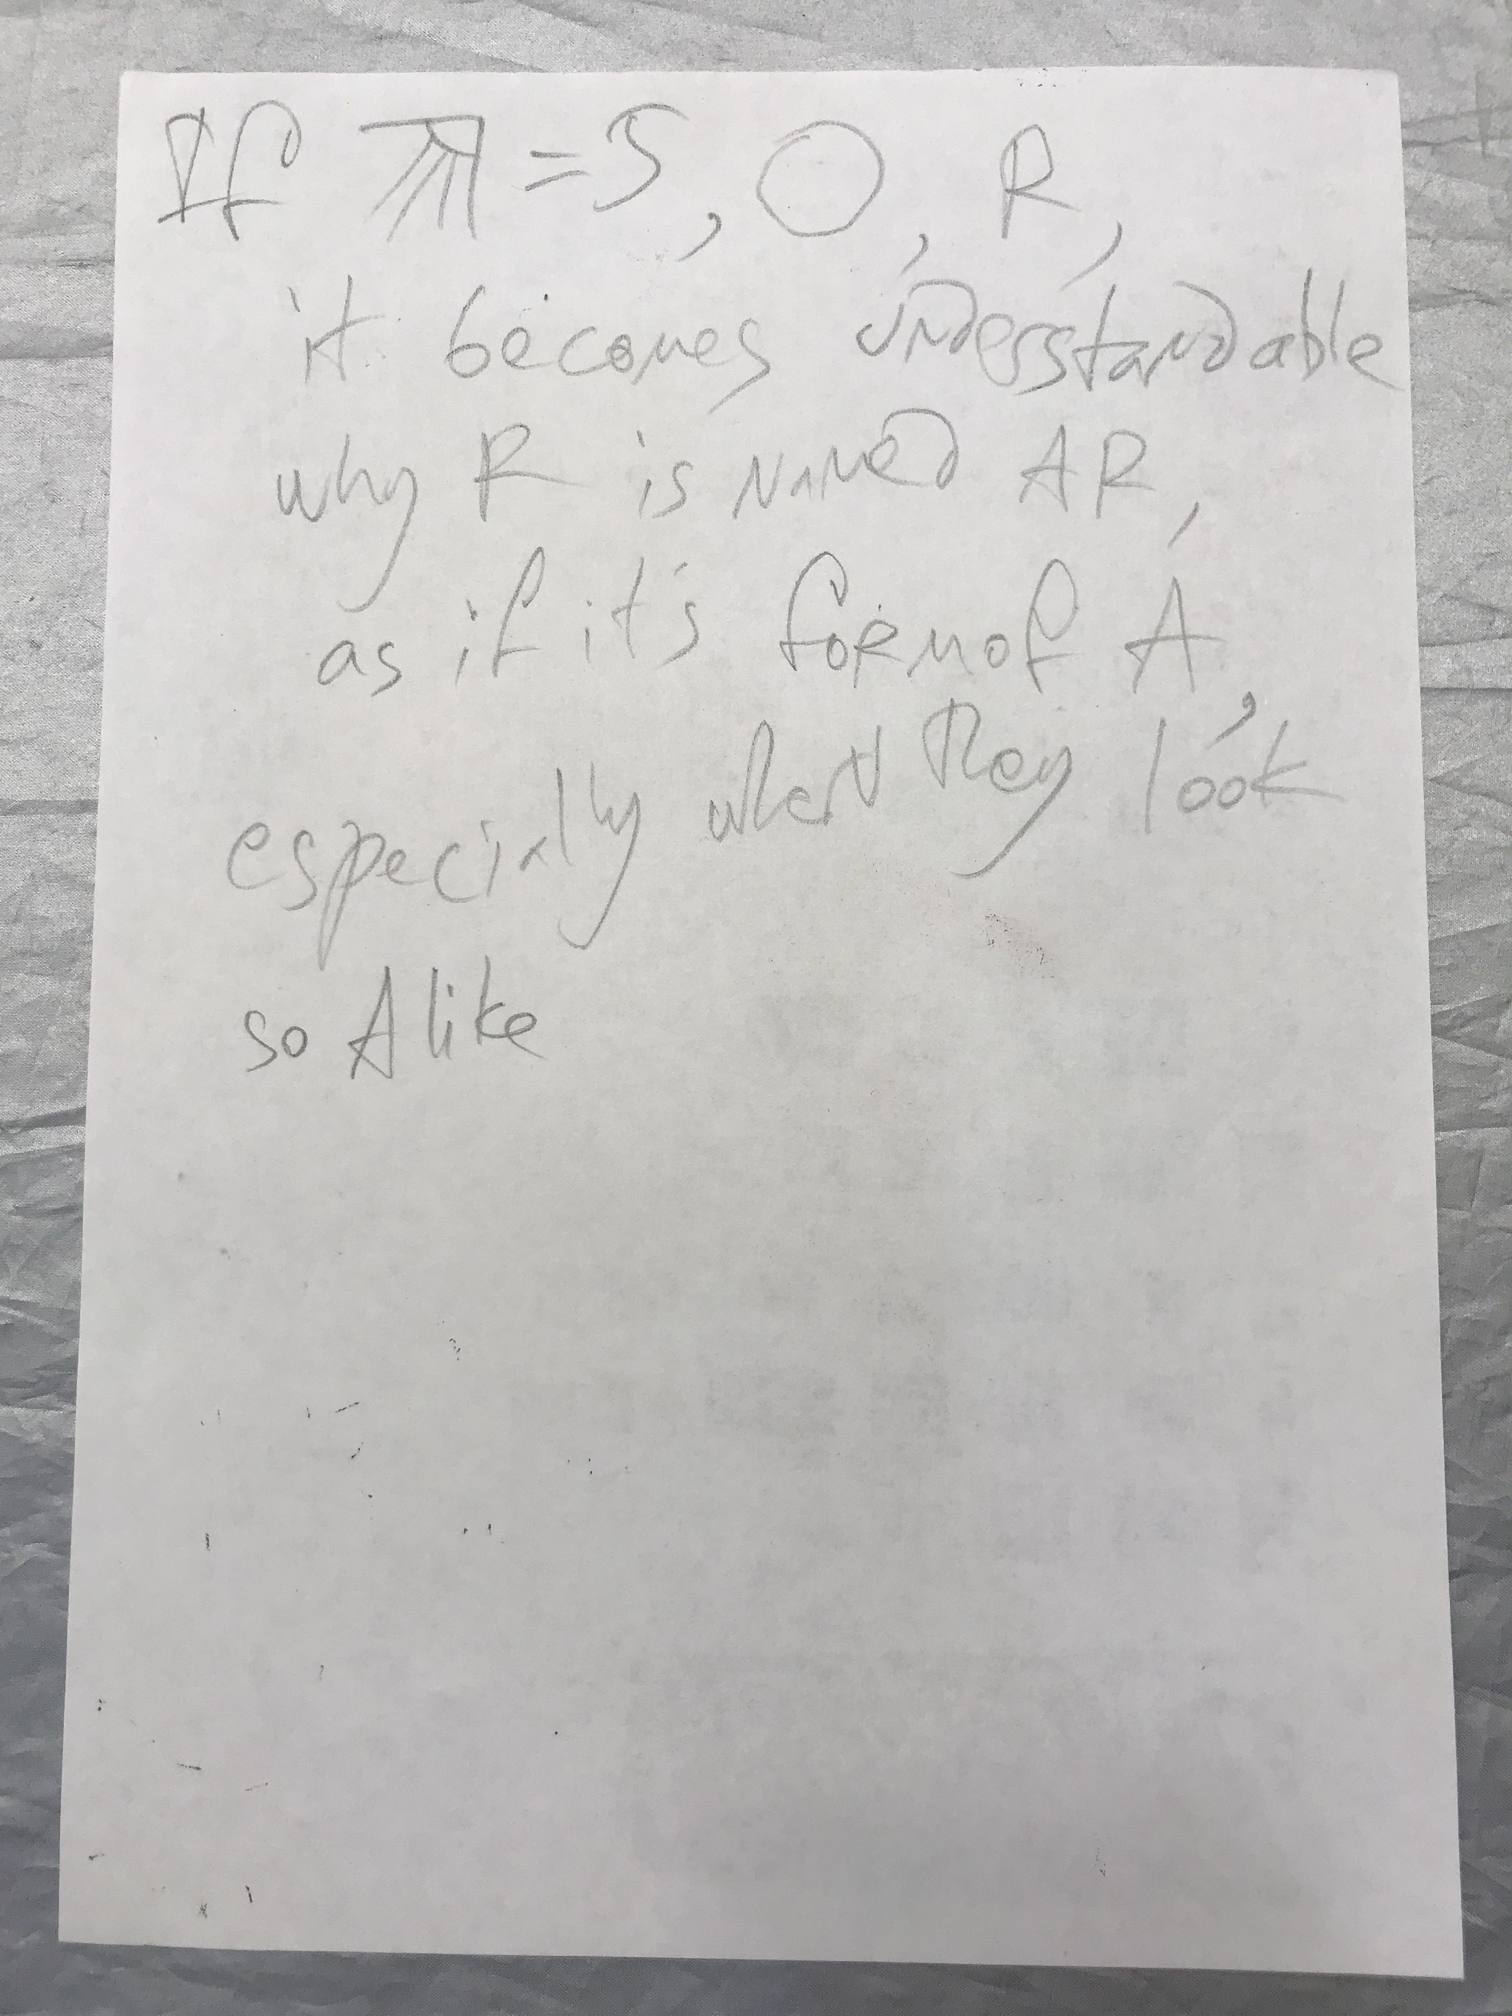 If 𝈲 = 5, O, R,
it becomes understandable
why R is named AR,
as if it's form of A,
especially when they look
so Alike